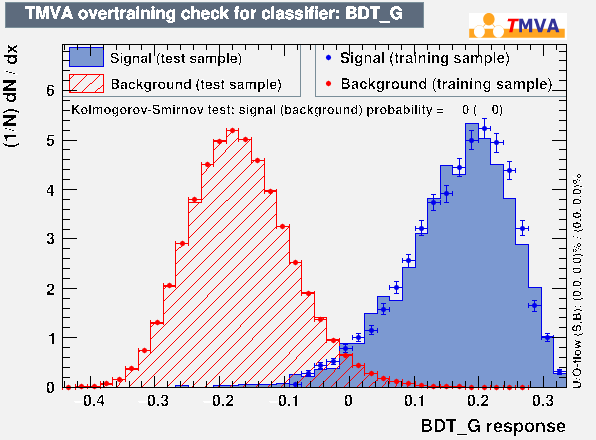 TMVA overtraining check for classifier: BDT_G
TMVA
Signal (test sample)
Background (test sample)
Signal (training sample)
Background (training sample)
Kolmogorov-Smirnov test: signal (background) probability = 0 ( 0)
(1/N) dN / dx
6
5
4
3
2
1
0
−0.4 −0.3 −0.2 −0.1 0 0.1 0.2 0.3
BDT_G response
U/O-flow (S,B): (0.0, 0.0)% / (0.0, 0.0)%